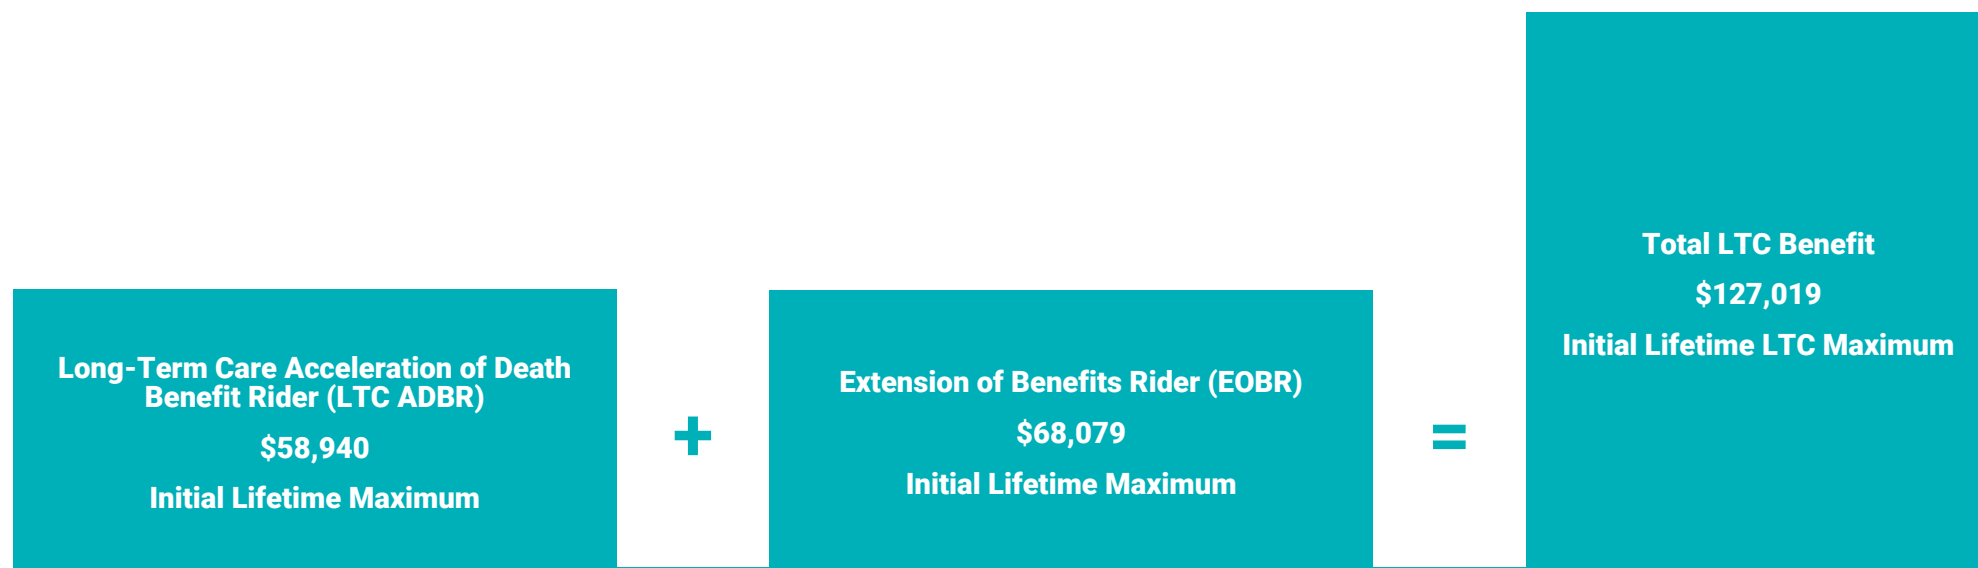 Long-Term Care Acceleration of Death
Benefit Rider (LTC ADBR)
$58,940
Initial Lifetime Maximum
+
Extension of Benefits Rider (EOBR)
$68,079
Initial Lifetime Maximum
=
Total LTC Benefit
$127,019
Initial Lifetime LTC Maximum